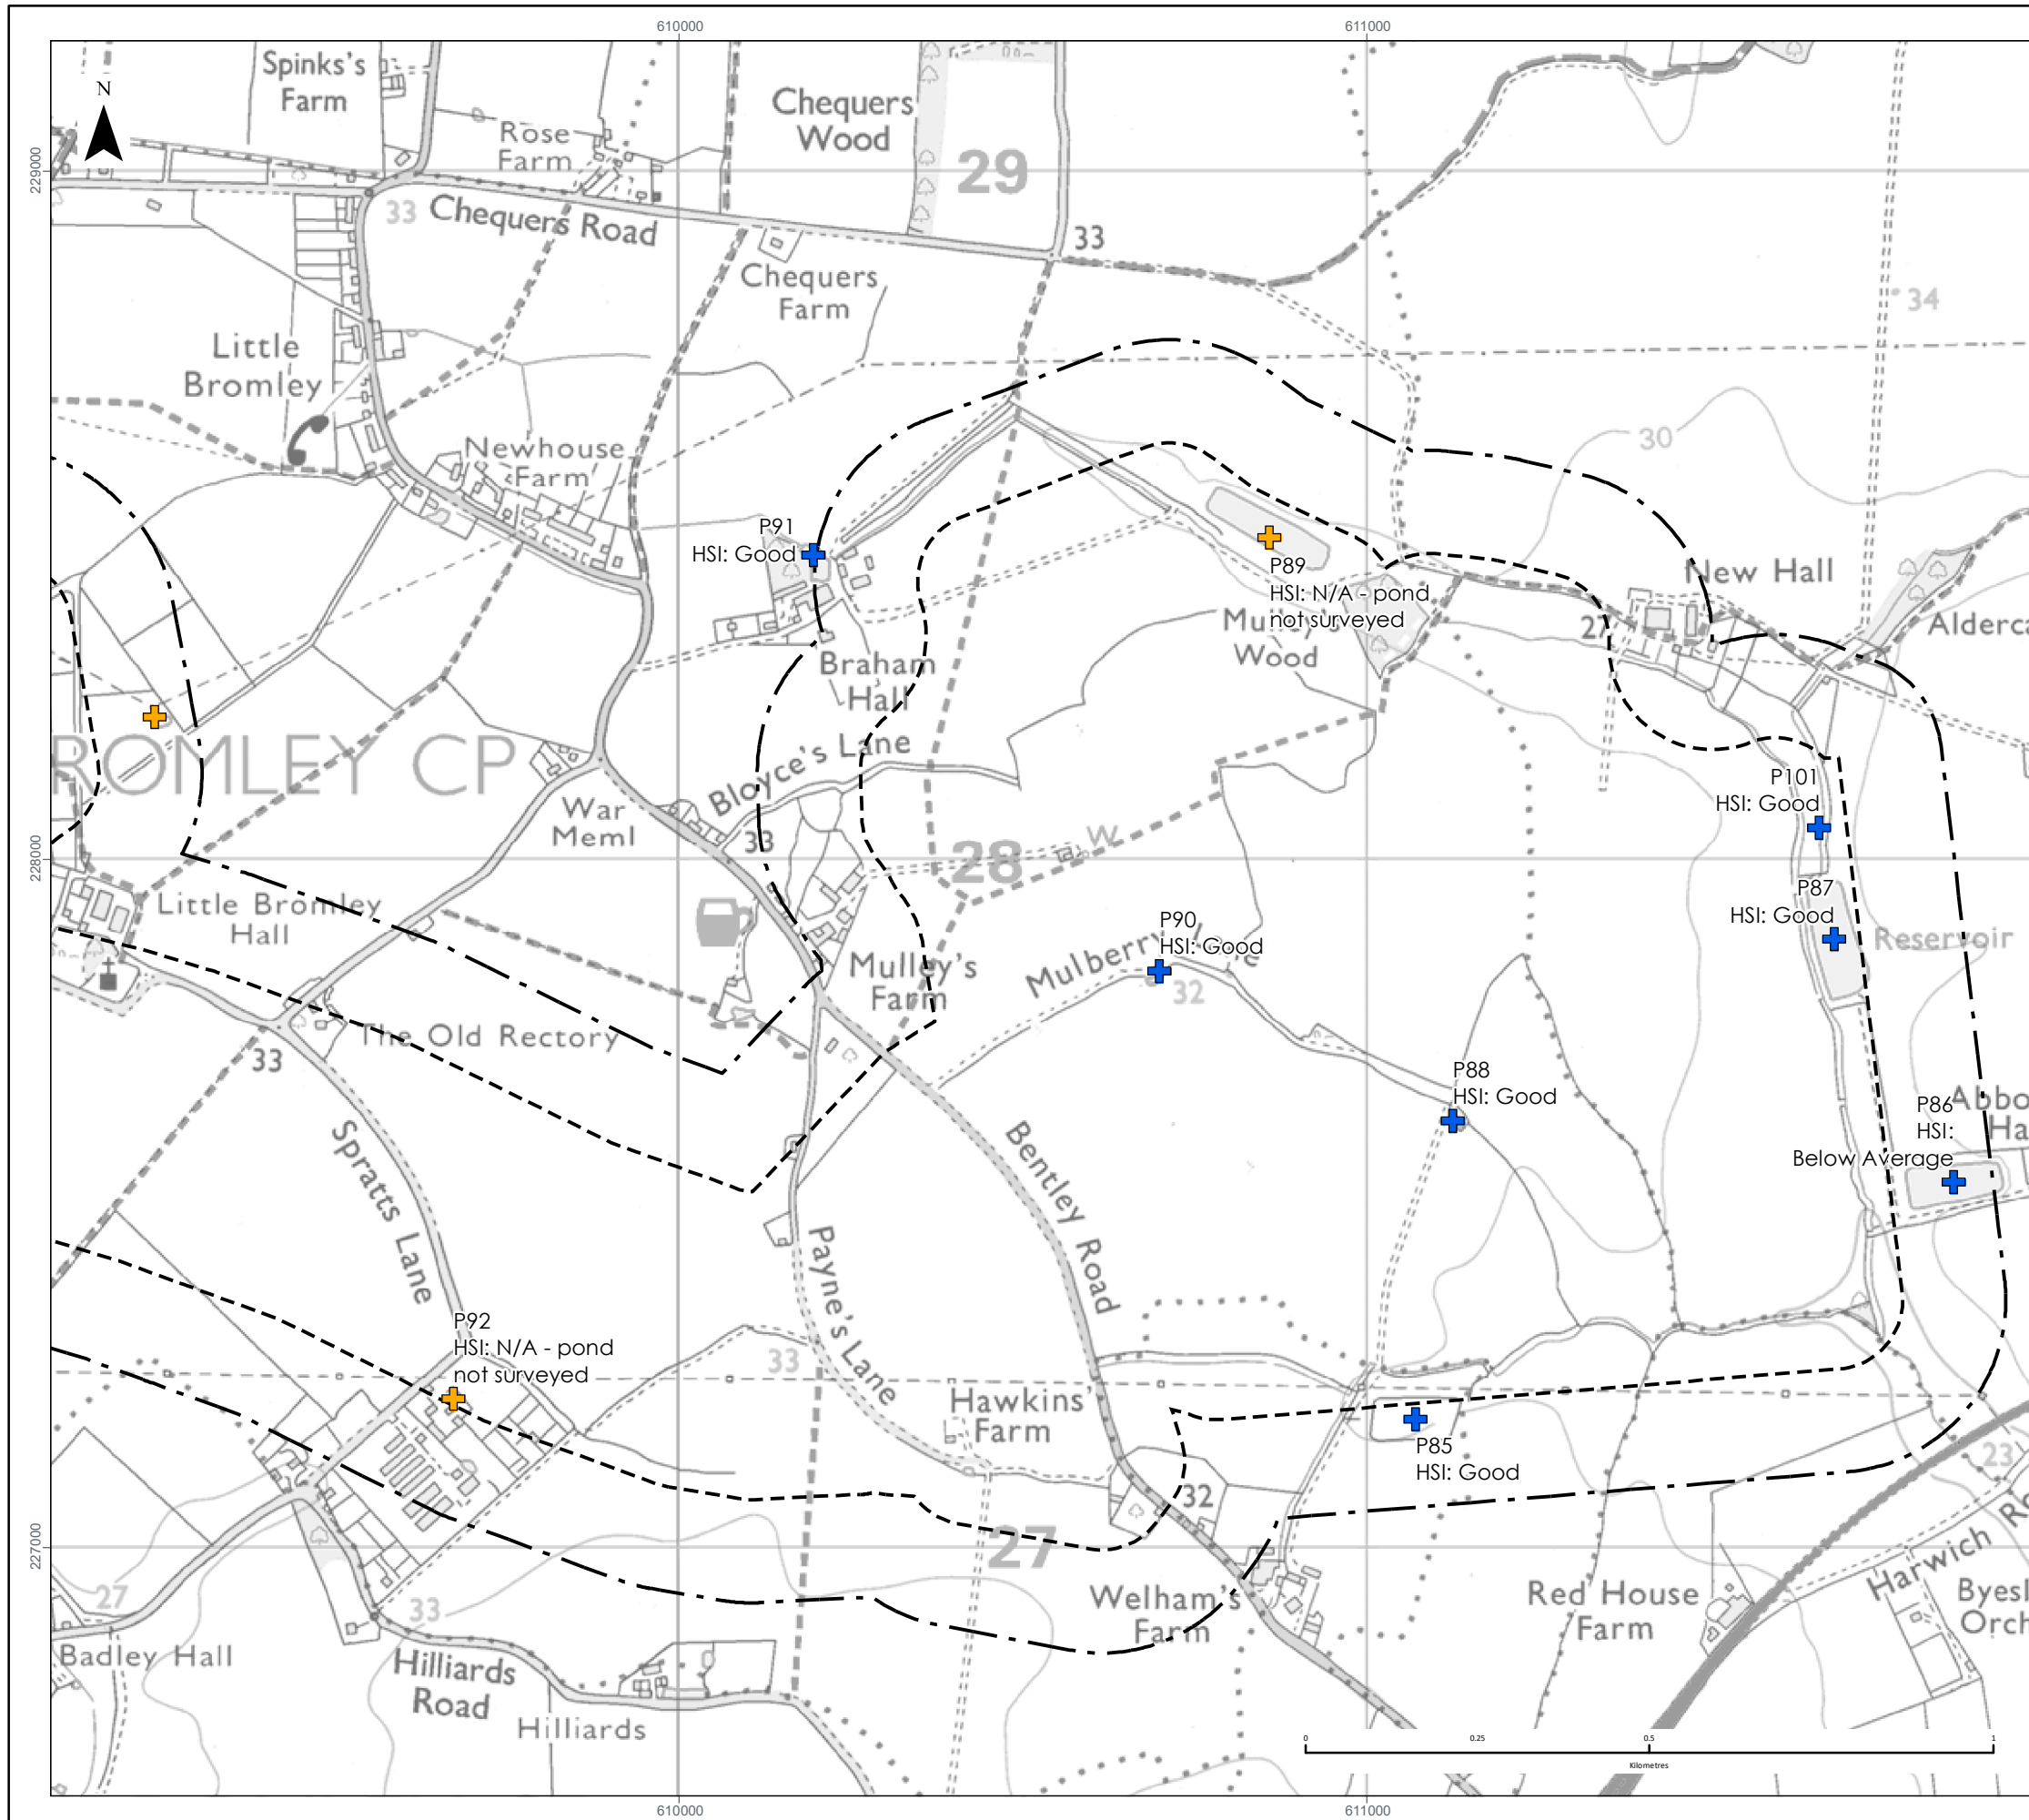 610000
611000
Spinks's
Farm
N
Chequers
Wood
Rose
Farm
29
229000
33
Chequers Road
33
Chequers
Farm
34
Little
Bromley
30
Newhouse
Farm
P91
HSI: Good
P89
HSI: N/A - pond
not surveyed
New Hall
27
Wood
Alderca
Braham
Hall
ROMLEY CP
Bloyce's Lane
War
Meml
33
P101
HSI: Good
28
W
228000
P87
HSI: Good
Little Bromley
Hall
P90
HSI: Good
Reservoir
Mulley's
Farm
Mulberry
32
The Old Rectory
33
P88
HSI: Good
P86
HSI:
Below Average
Abbo
Ha
Spratts Lane
Bentley Road
Payne's Lane
P92
HSI: N/A - pond
not surveyed
33
Hawkins'
Farm
P85
HSI: Good
23
32
227000
27
27
33
Welham's
Farm
Red House
Farm
Harwich Ro
Byesl
Orch
Badley Hall
Hilliards
Road
Hilliards
0
0.25
0.5
1
Kilometres
610000
611000